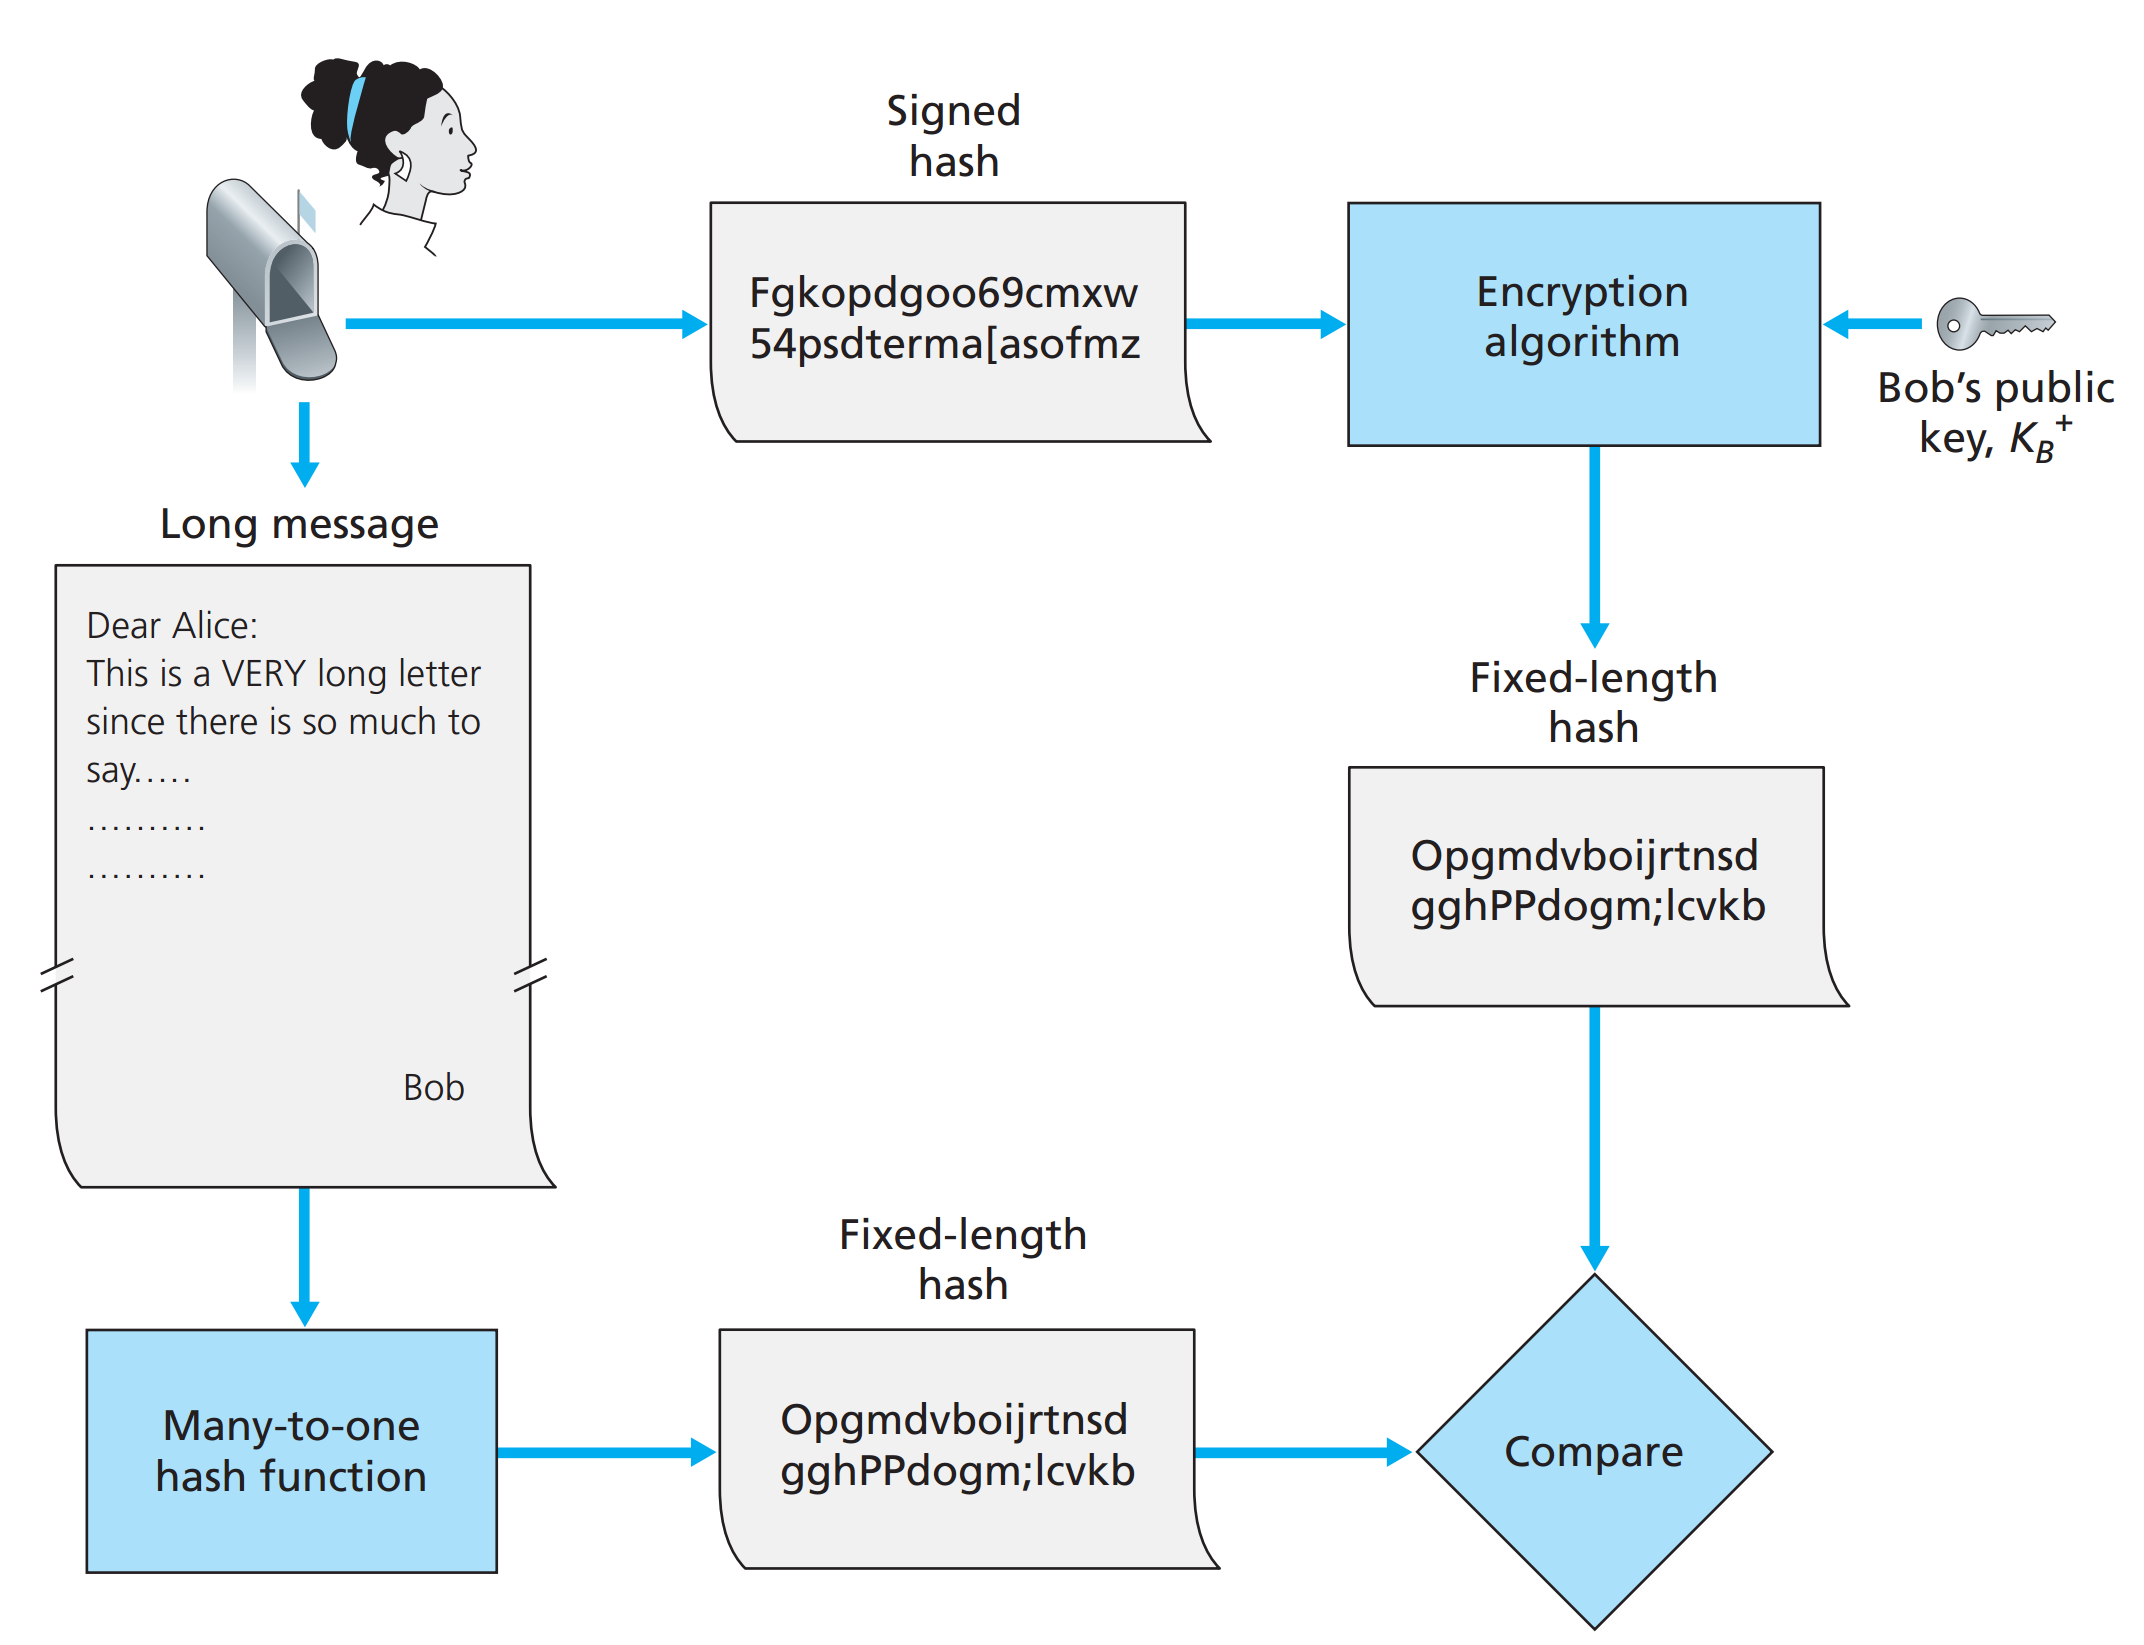 Signed
hash
Fgkopdgoo69cmxw
54psdterma[asofmz
Encryption
algorithm
Bob’s public
key, K_B^+
Long message
Dear Alice:
This is a VERY long letter
since there is so much to
say.....
..........
..........
Bob
Fixed-length
hash
Opgmdvboijrtnsd
gghPPdogm;lcvkb
Many-to-one
hash function
Fixed-length
hash
Opgmdvboijrtnsd
gghPPdogm;lcvkb
Compare